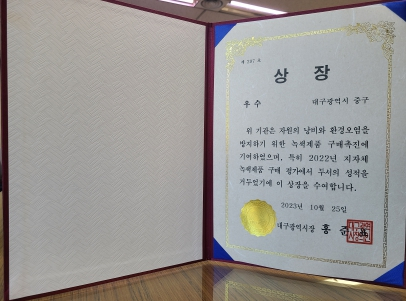 제 987 호
상 장
우 수 대구광역시 중구
위 기관은 자원의 낭비와 환경오염을
방지하기 위한 녹색제품 구매촉진에
기여하였으며, 특히 2022년 지자체
녹색제품 구매 평가에서 우수의 성적을
거두었기에 이 상장을 수여합니다.
2023년 10월 25일
대구광역시장 홍 준